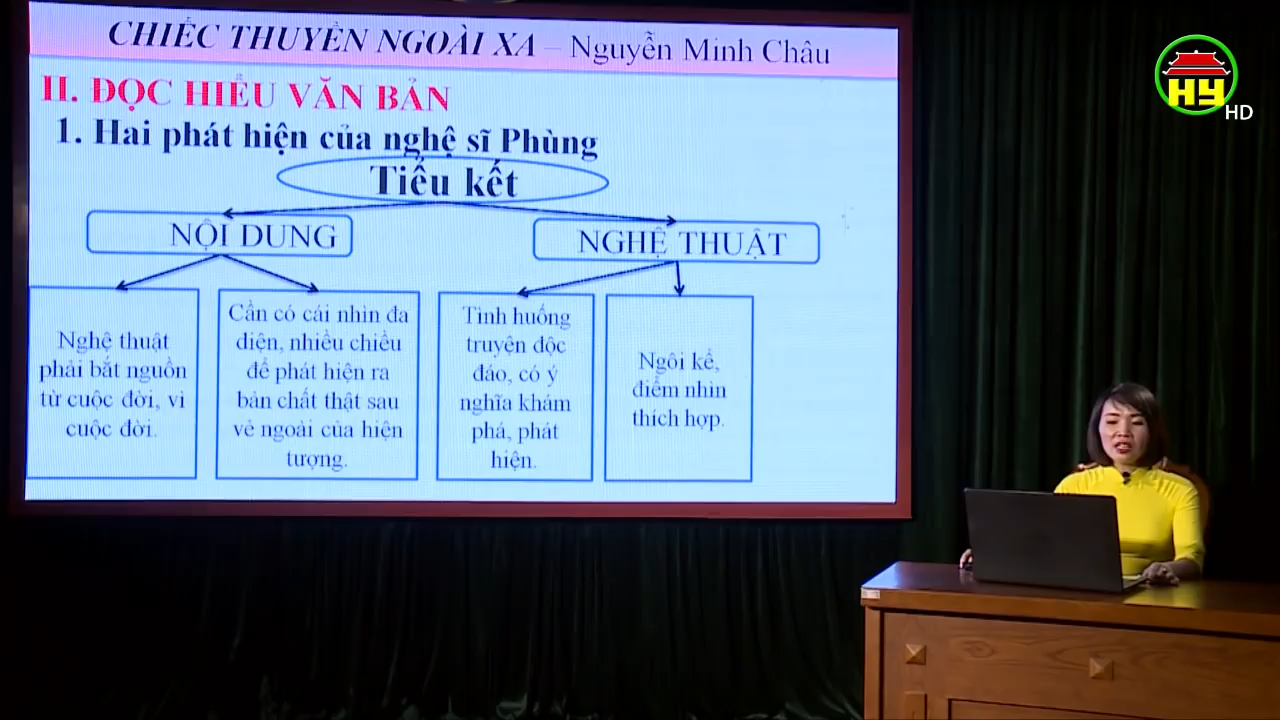 CHIẾC THUYỀN NGOÀI XA – Nguyễn Minh Châu
II. ĐỌC HIỂU VĂN BẢN
1. Hai phát hiện của nghệ sĩ Phùng
Tiểu kết
NỘI DUNG
NGHỆ THUẬT
Nghệ thuật
phải bắt nguồn
từ cuộc đời, vì
cuộc đời.
Cần có cái nhìn đa
diện, nhiều chiều
để phát hiện ra
bản chất thật sau
vẻ ngoài của hiện
tượng.
Tình huống
truyện độc
đáo, có ý
nghĩa khám
phá, phát
hiện.
Ngôi kể,
điểm nhìn
thích hợp.
HY
HD